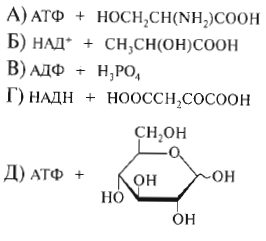 А) АТФ + HOCH₂CH(NH₂)COOH
Б) НАД⁺ + CH₃CH(OH)COOH
В) АДФ + H₃PO₄
Г) НАДН + HOOCCH₂COCOOH
CH₂OH
O
Д) АТФ + OH OH
HO
OH